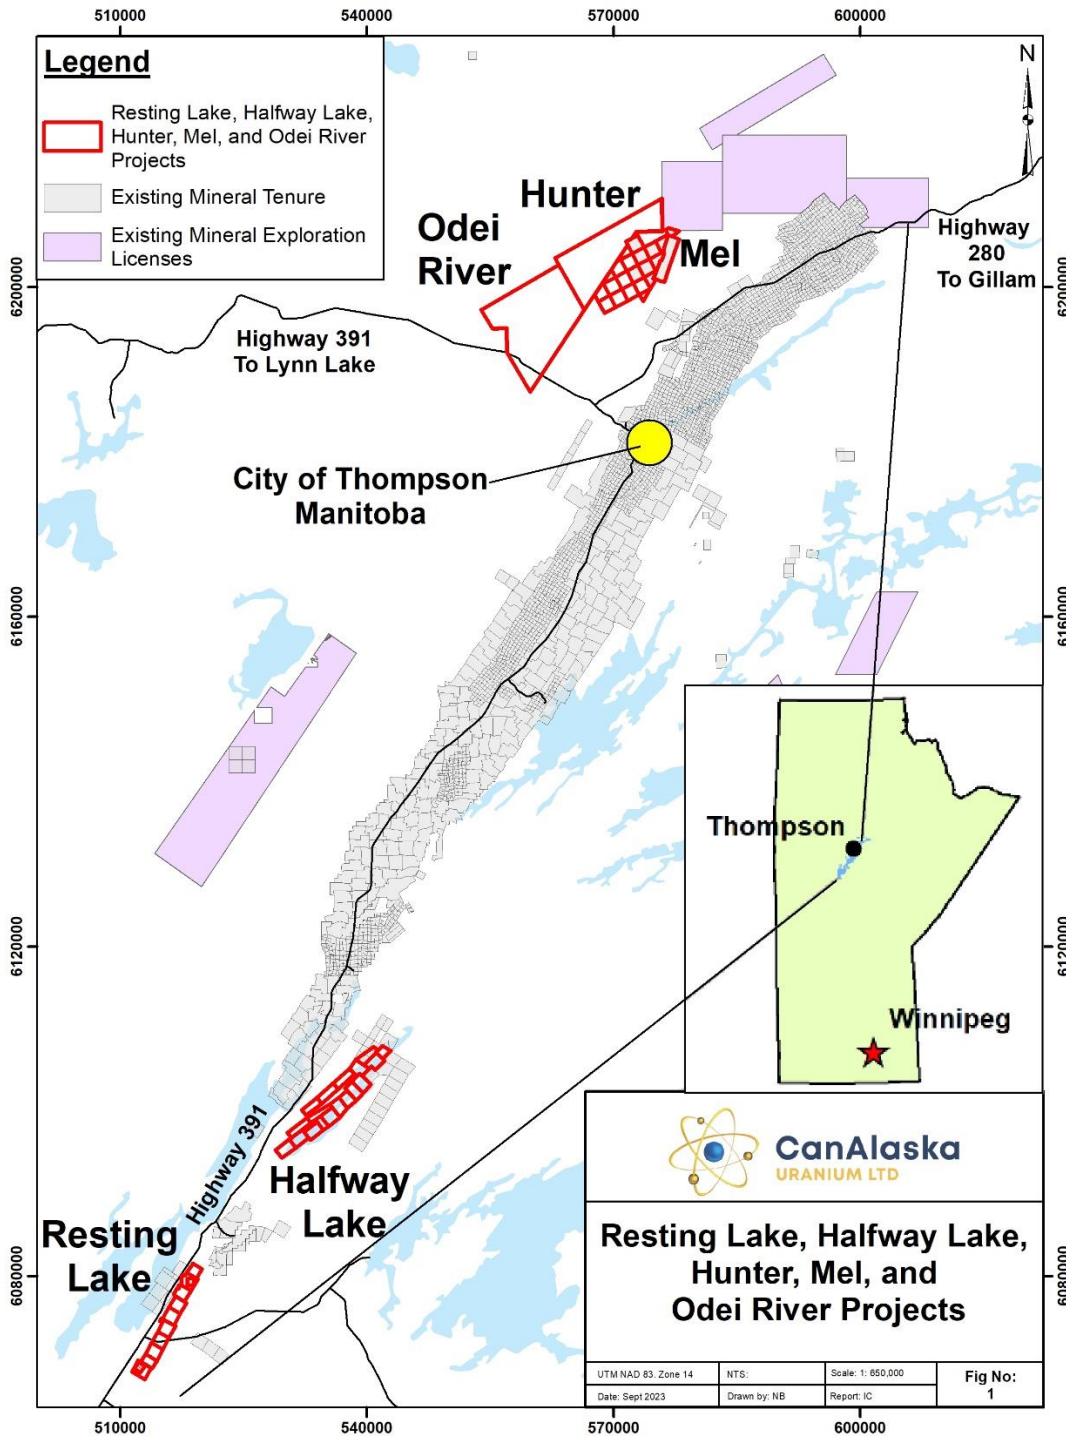 510000
540000
570000
600000
Legend
Resting Lake, Halfway Lake,
Hunter, Mel, and Odei River
Projects
Existing Mineral Tenure
Existing Mineral Exploration
Licenses
N
Hunter
Odei
River
Mel
Highway
280
To Gillam
6200000
6200000
Highway 391
To Lynn Lake
City of Thompson
Manitoba
6160000
6160000
Thompson
Winnipeg
6120000
6120000
Highway 391
Halfway
Lake
Resting
Lake
6080000
6080000
CanAlaska
URANIUM LTD
Resting Lake, Halfway Lake,
Hunter, Mel, and
Odei River Projects
UTM NAD 83. Zone 14
NTS:
Scale: 1: 650,000
Fig No:
1
Date: Sept 2023
Drawn by: NB
Report: IC
510000
540000
570000
600000